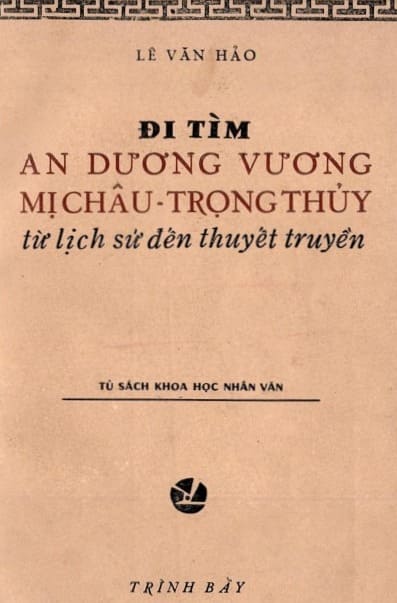 LÊ VĂN HẢO
ĐI TÌM
AN DƯƠNG VƯƠNG
MỊ CHÂU - TRỌNG THỦY
từ lịch sử đến thuyết truyền
TỦ SÁCH KHOA HỌC NHÂN VĂN
TRÌNH BẦY